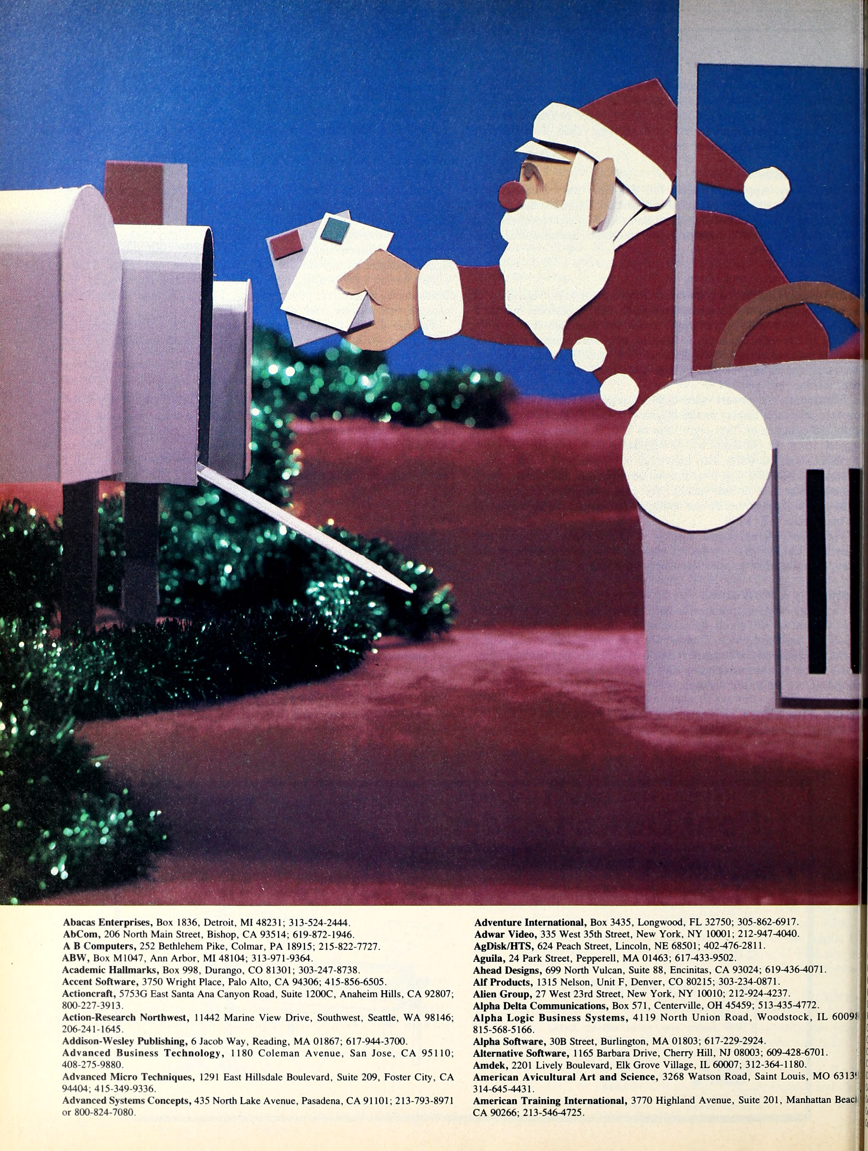 Abacas Enterprises, Box 1836, Detroit, MI 48231; 313-524-2444.
AbCom, 206 North Main Street, Bishop, CA 93514; 619-872-1946.
A B Computers, 252 Bethlehem Pike, Colmar, PA 18915; 215-822-7727.
ABW, Box M1047, Ann Arbor, MI 48104; 313-971-9364.
Academic Hallmarks, Box 998, Durango, CO 81301; 303-247-8738.
Accent Software, 3750 Wright Place, Palo Alto, CA 94306; 415-856-6505.
Actioncraft, 5753G East Santa Ana Canyon Road, Suite 1200C, Anaheim Hills, CA 92807;
800-227-3913.
Action-Research Northwest, 11442 Marine View Drive, Southwest, Seattle, WA 98146;
206-241-1645.
Addison-Wesley Publishing, 6 Jacob Way, Reading, MA 01867; 617-944-3700.
Advanced Business Technology, 1180 Coleman Avenue, San Jose, CA 95110;
408-275-9880.
Advanced Micro Techniques, 1291 East Hillsdale Boulevard, Suite 209, Foster City, CA
94404; 415-349-9336.
Advanced Systems Concepts, 435 North Lake Avenue, Pasadena, CA 91101; 213-793-8971
or 800-824-7080.
Adventure International, Box 3435, Longwood, FL 32750; 305-862-6917.
Adwar Video, 335 West 35th Street, New York, NY 10001; 212-947-4040.
AgDisk/HTS, 624 Peach Street, Lincoln, NE 68501; 402-476-2811.
Aguila, 24 Park Street, Pepperell, MA 01463; 617-433-9502.
Ahead Designs, 699 North Vulcan, Suite 88, Encinitas, CA 93024; 619-436-4071.
Alf Products, 1315 Nelson, Unit F, Denver, CO 80215; 303-234-0871.
Alien Group, 27 West 23rd Street, New York, NY 10010; 212-924-4237.
Alpha Delta Communications, Box 571, Centerville, OH 45459; 513-435-4772.
Alpha Logic Business Systems, 4119 North Union Road, Woodstock, IL 60098
815-568-5166.
Alpha Software, 30B Street, Burlington, MA 01803; 617-229-2924.
Alternative Software, 1165 Barbara Drive, Cherry Hill, NJ 08003; 609-428-6701.
Amdek, 2201 Lively Boulevard, Elk Grove Village, IL 60007; 312-364-1180.
American Avicultural Art and Science, 3268 Watson Road, Saint Louis, MO 63139
314-645-4431.
American Training International, 3770 Highland Avenue, Suite 201, Manhattan Beach
CA 90266; 213-546-4725.